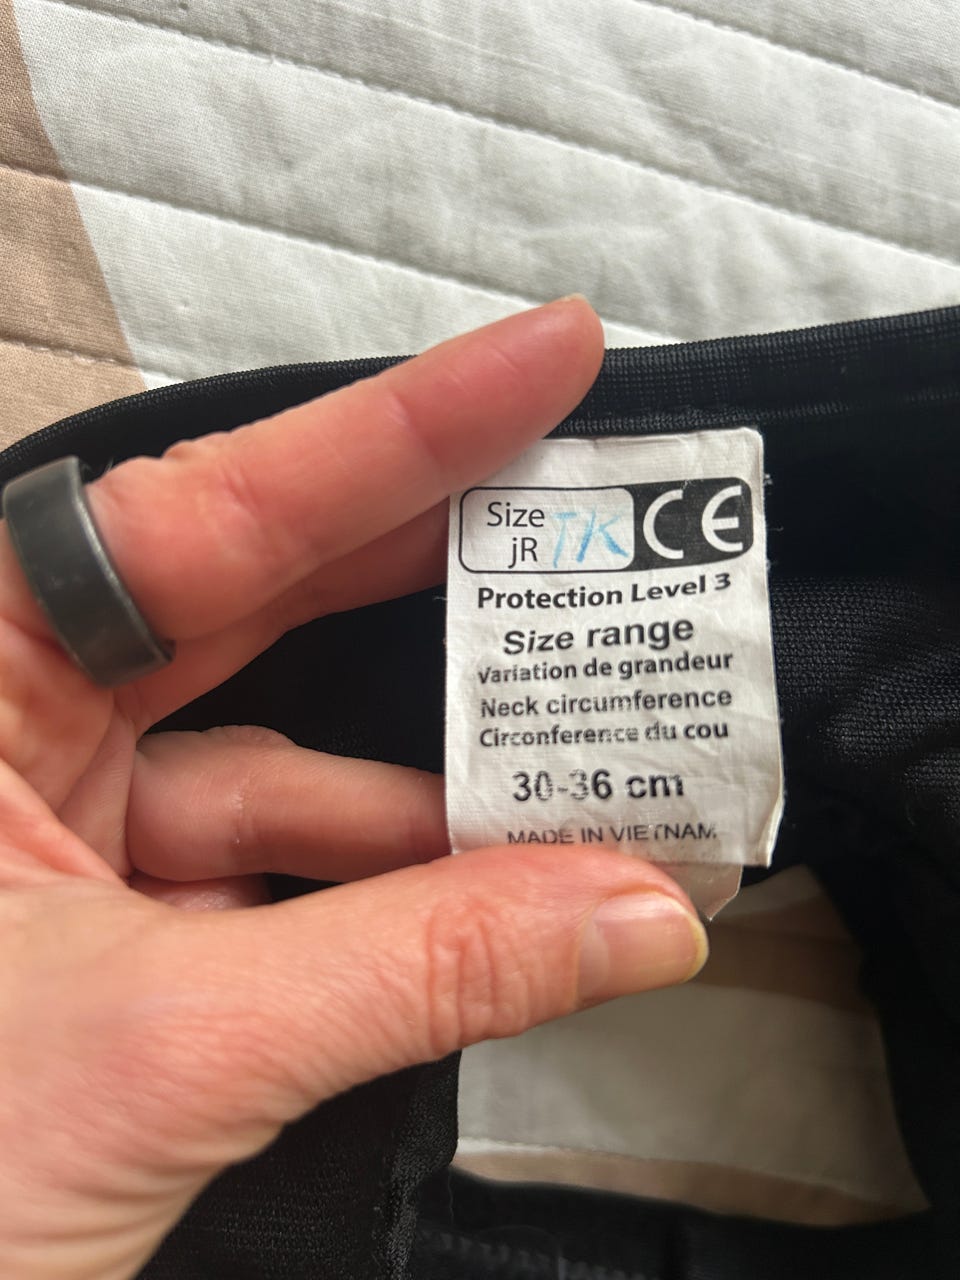 Size
jR TK CE
Protection Level 3
Size range
Variation de grandeur
Neck circumference
Circonference du cou
30-36 cm
MADE IN VIETNAM